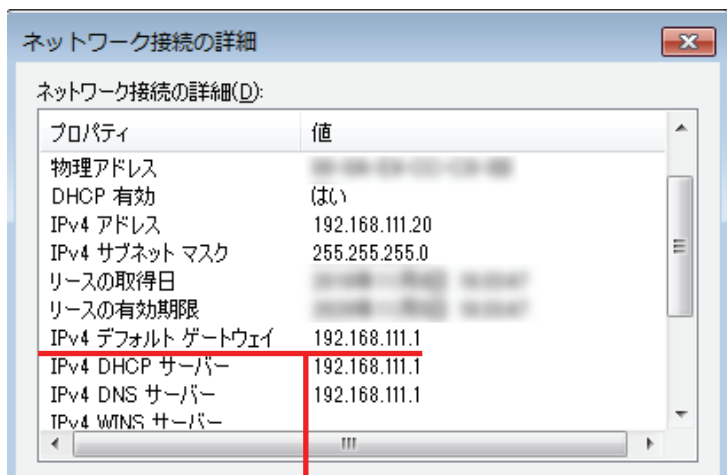 ネットワーク接続の詳細
ネットワーク接続の詳細(D):
プロパティ 値
物理アドレス
DHCP 有効 はい
IPv4 アドレス 192.168.111.20
IPv4 サブネット マスク 255.255.255.0
リースの取得日
リースの有効期限
IPv4 デフォルト ゲートウェイ 192.168.111.1
IPv4 DHCP サーバー 192.168.111.1
IPv4 DNS サーバー 192.168.111.1
IPv4 WINS サーバー